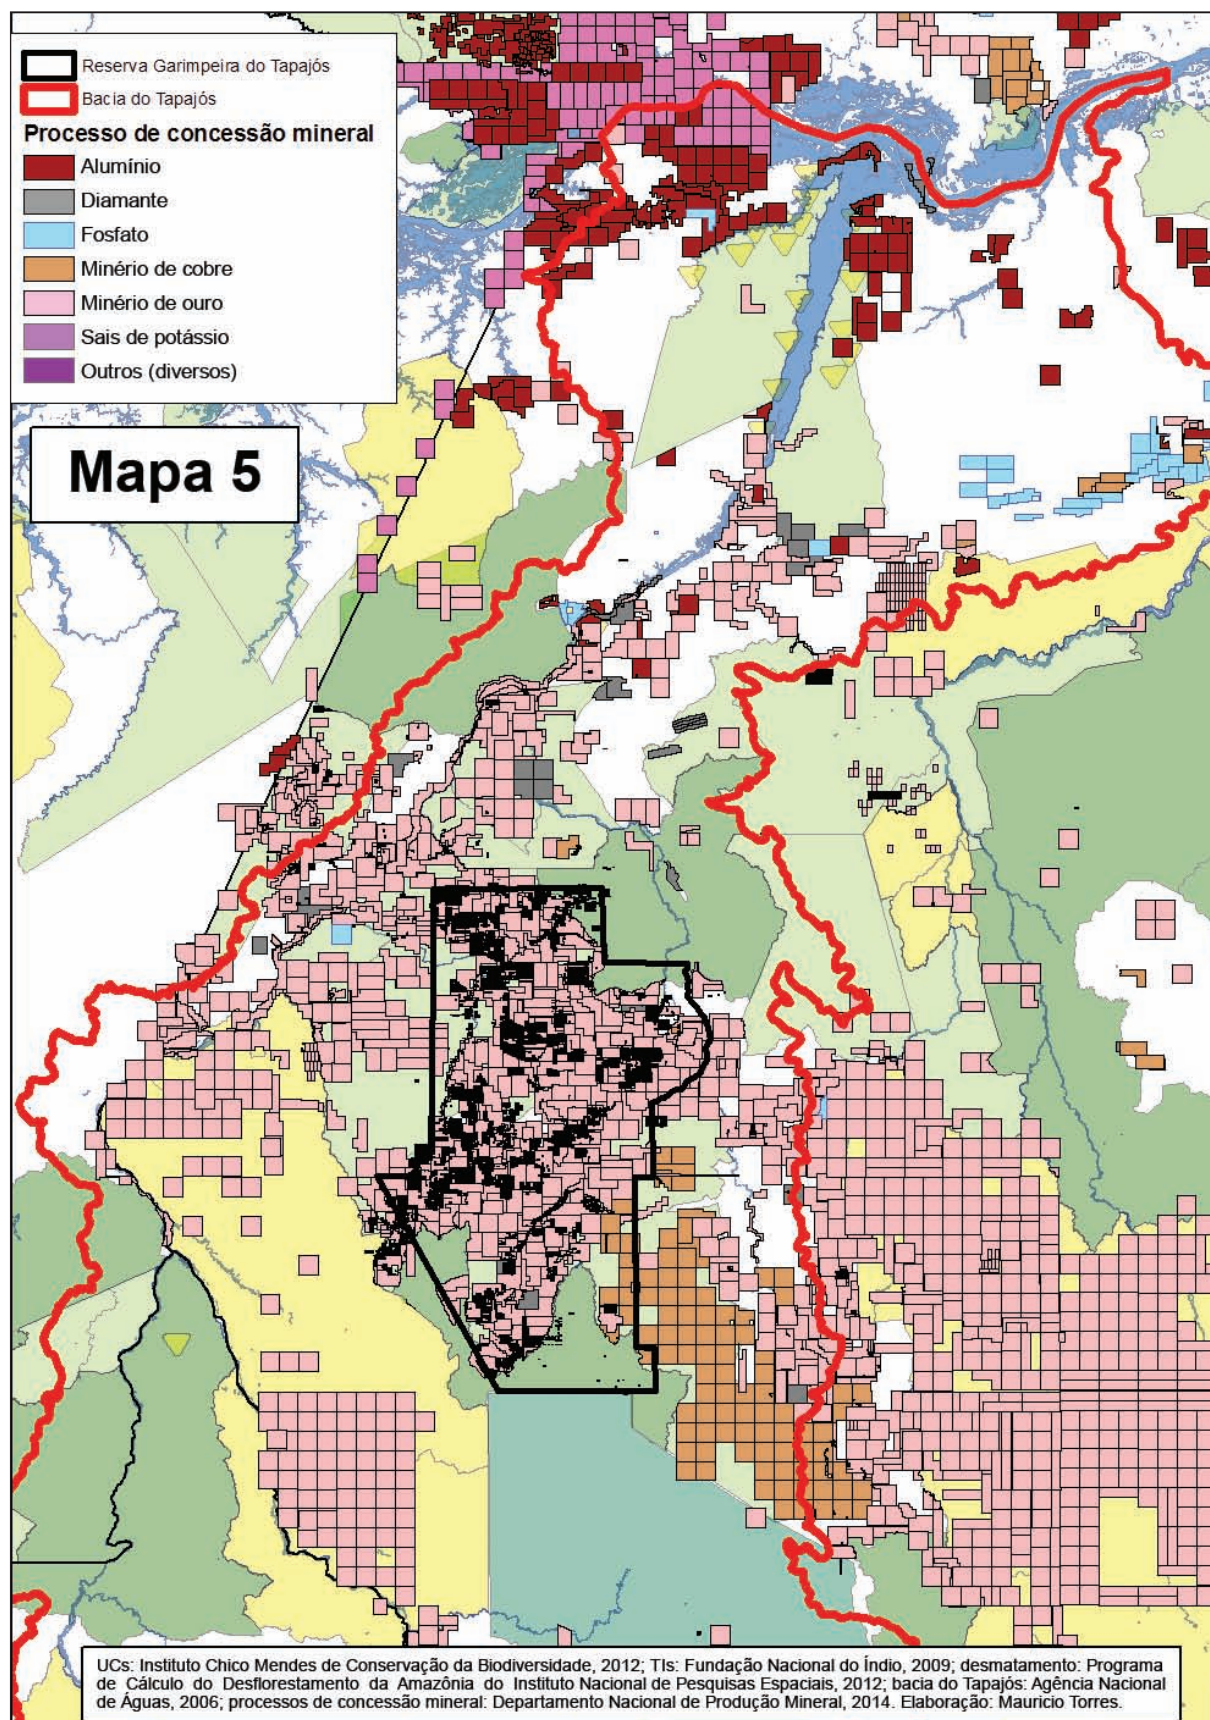 Reserva Garimpeira do Tapajós
Bacia do Tapajós
Processo de concessão mineral
Alumínio
Diamante
Fosfato
Minério de cobre
Minério de ouro
Sais de potássio
Outros (diversos)
Mapa 5
UCs: Instituto Chico Mendes de Conservação da Biodiversidade, 2012; TIs: Fundação Nacional do Índio, 2009; desmatamento: Programa
de Cálculo do Desflorestamento da Amazônia do Instituto Nacional de Pesquisas Espaciais, 2012; bacia do Tapajós: Agência Nacional
de Águas, 2006; processos de concessão mineral: Departamento Nacional de Produção Mineral, 2014. Elaboração: Mauricio Torres.